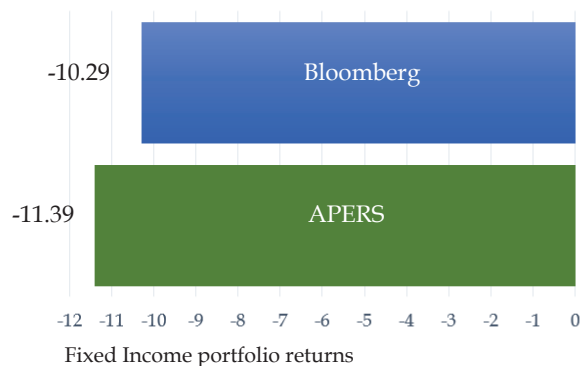 -10.29
Bloomberg
-11.39
APERS
-12 -11 -10 -9 -8 -7 -6 -5 -4 -3 -2 -1 0
Fixed Income portfolio returns